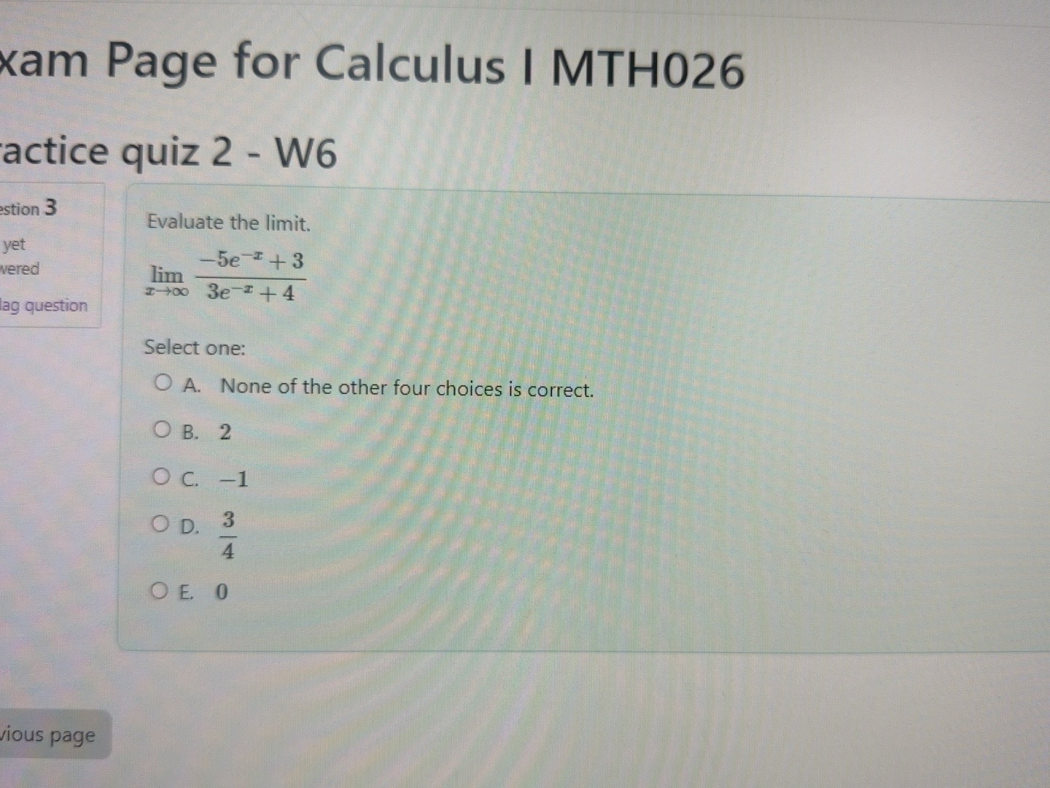 xam Page for Calculus I MTH026
ractice quiz 2 - W6
estion 3
yet
wered
lag question
Evaluate the limit.
lim x→∞ (−5e^−x + 3)/(3e^−x + 4)
Select one:
A. None of the other four choices is correct.
B. 2
C. −1
D. 3/4
E. 0
vious page